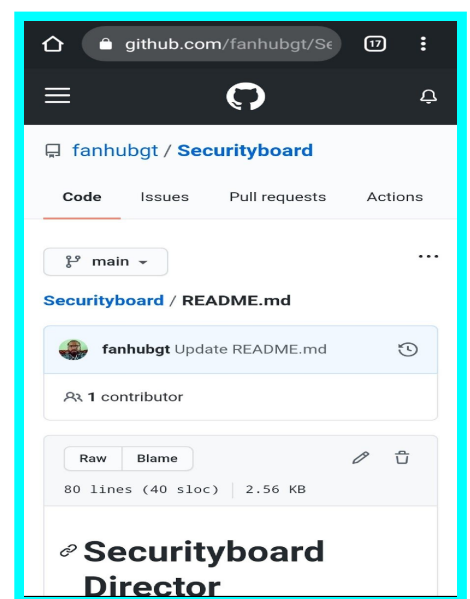 github.com/fanhubgt/Se
17
fanhubgt / Securityboard
Code Issues Pull requests Actions
main
Securityboard / README.md
fanhubgt Update README.md
1 contributor
Raw Blame
80 lines (40 sloc) 2.56 KB
Securityboard
Director